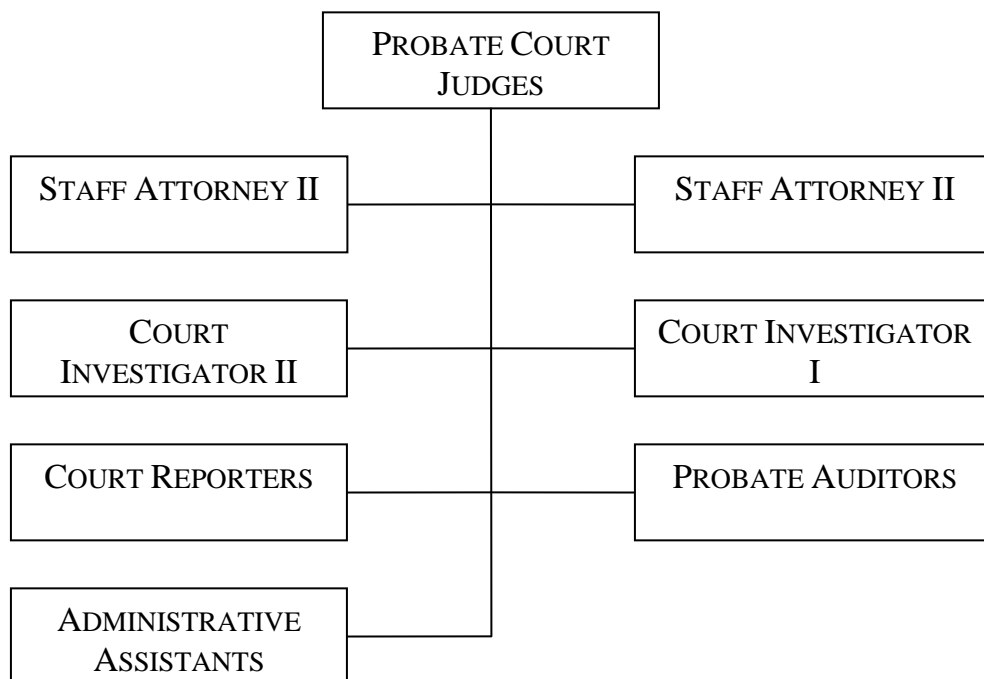 PROBATE COURT
JUDGES
STAFF ATTORNEY II
STAFF ATTORNEY II
COURT
INVESTIGATOR II
COURT INVESTIGATOR
I
COURT REPORTERS
PROBATE AUDITORS
ADMINISTRATIVE
ASSISTANTS